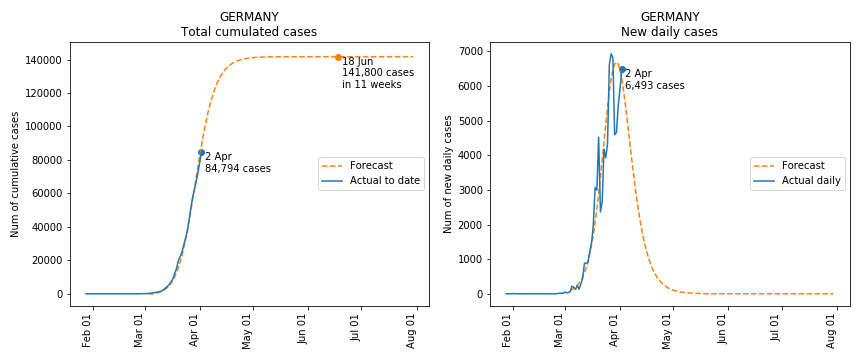 GERMANY
Total cumulated cases
Num of cumulative cases
140000
120000
100000
80000
60000
40000
20000
0
18 Jun
141,800 cases
in 11 weeks
2 Apr
84,794 cases
Forecast
Actual to date
Feb 01
Mar 01
Apr 01
May 01
Jun 01
Jul 01
Aug 01
GERMANY
New daily cases
Num of new daily cases
7000
6000
5000
4000
3000
2000
1000
0
2 Apr
6,493 cases
Forecast
Actual daily
Feb 01
Mar 01
Apr 01
May 01
Jun 01
Jul 01
Aug 01